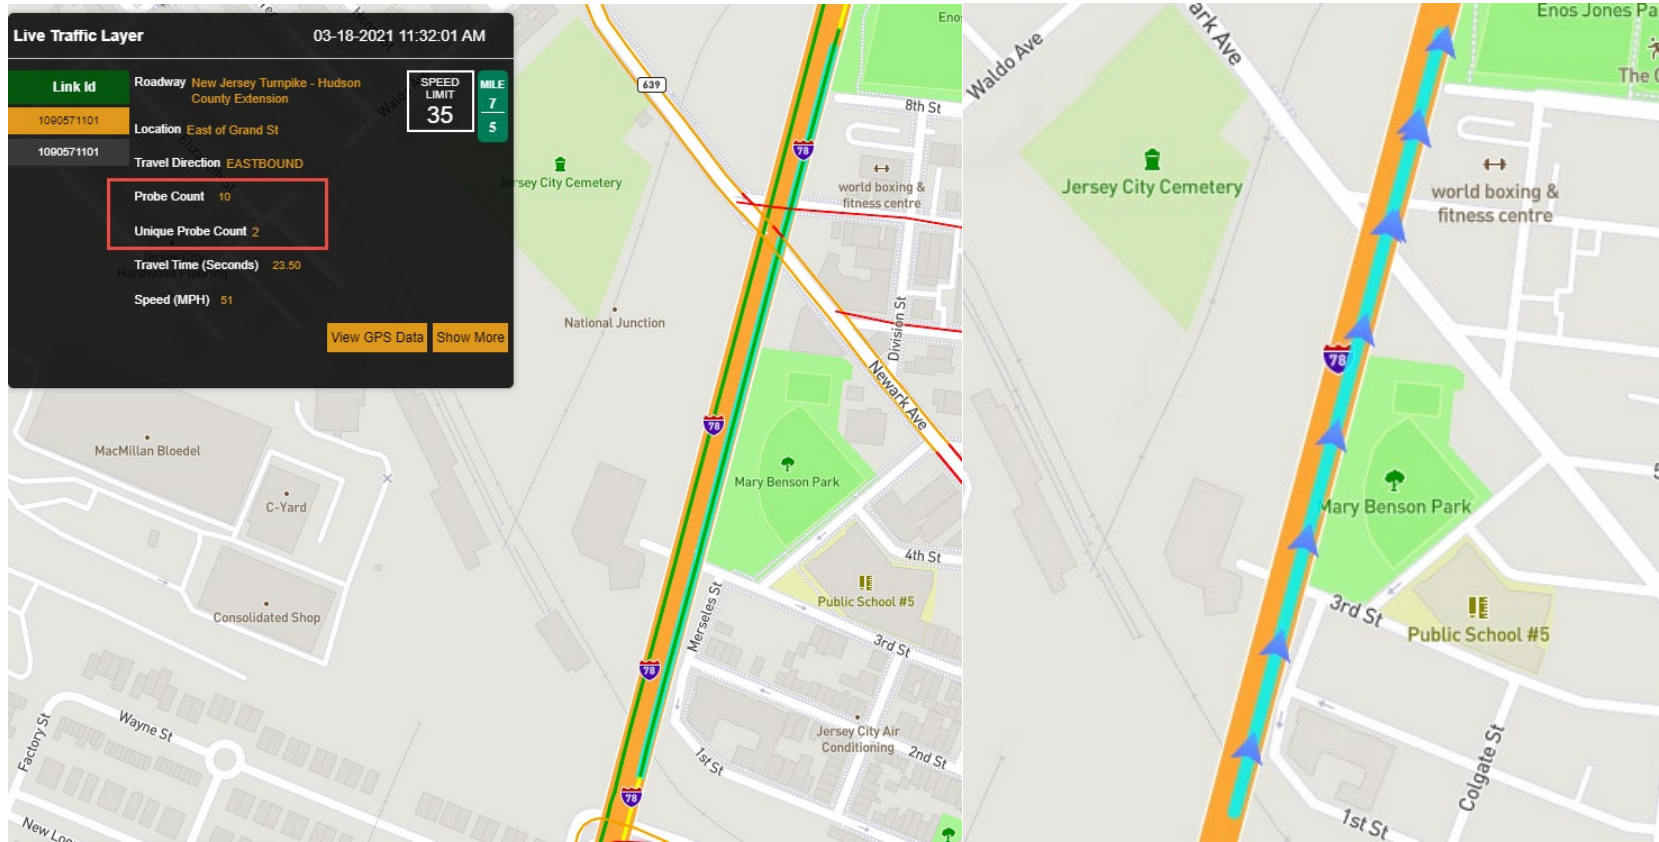 Live Traffic Layer 03-18-2021 11:32:01 AM
Link Id
1090571101
1090571101
Roadway New Jersey Turnpike - Hudson
County Extension
Location East of Grand St
Travel Direction EASTBOUND
Probe Count 10
Unique Probe Count 2
Travel Time (Seconds) 23.50
Speed (MPH) 51
SPEED
LIMIT
35
MILE
7
5
View GPS Data Show More
639
8th St
78
Jersey City Cemetery
world boxing &
fitness centre
National Junction
Division St
Newark Ave
78
MacMillan Bloedel
Mary Benson Park
C-Yard
4th St
Public School #5
Consolidated Shop
Merseles St
3rd St
78
Factory St
Wayne St
Jersey City Air
Conditioning
1st St
2nd St
78
Enos Jones Pa
Waldo Ave
ark Ave
Jersey City Cemetery
world boxing &
fitness centre
78
Mary Benson Park
3rd St
Public School #5
Colgate St
1st St